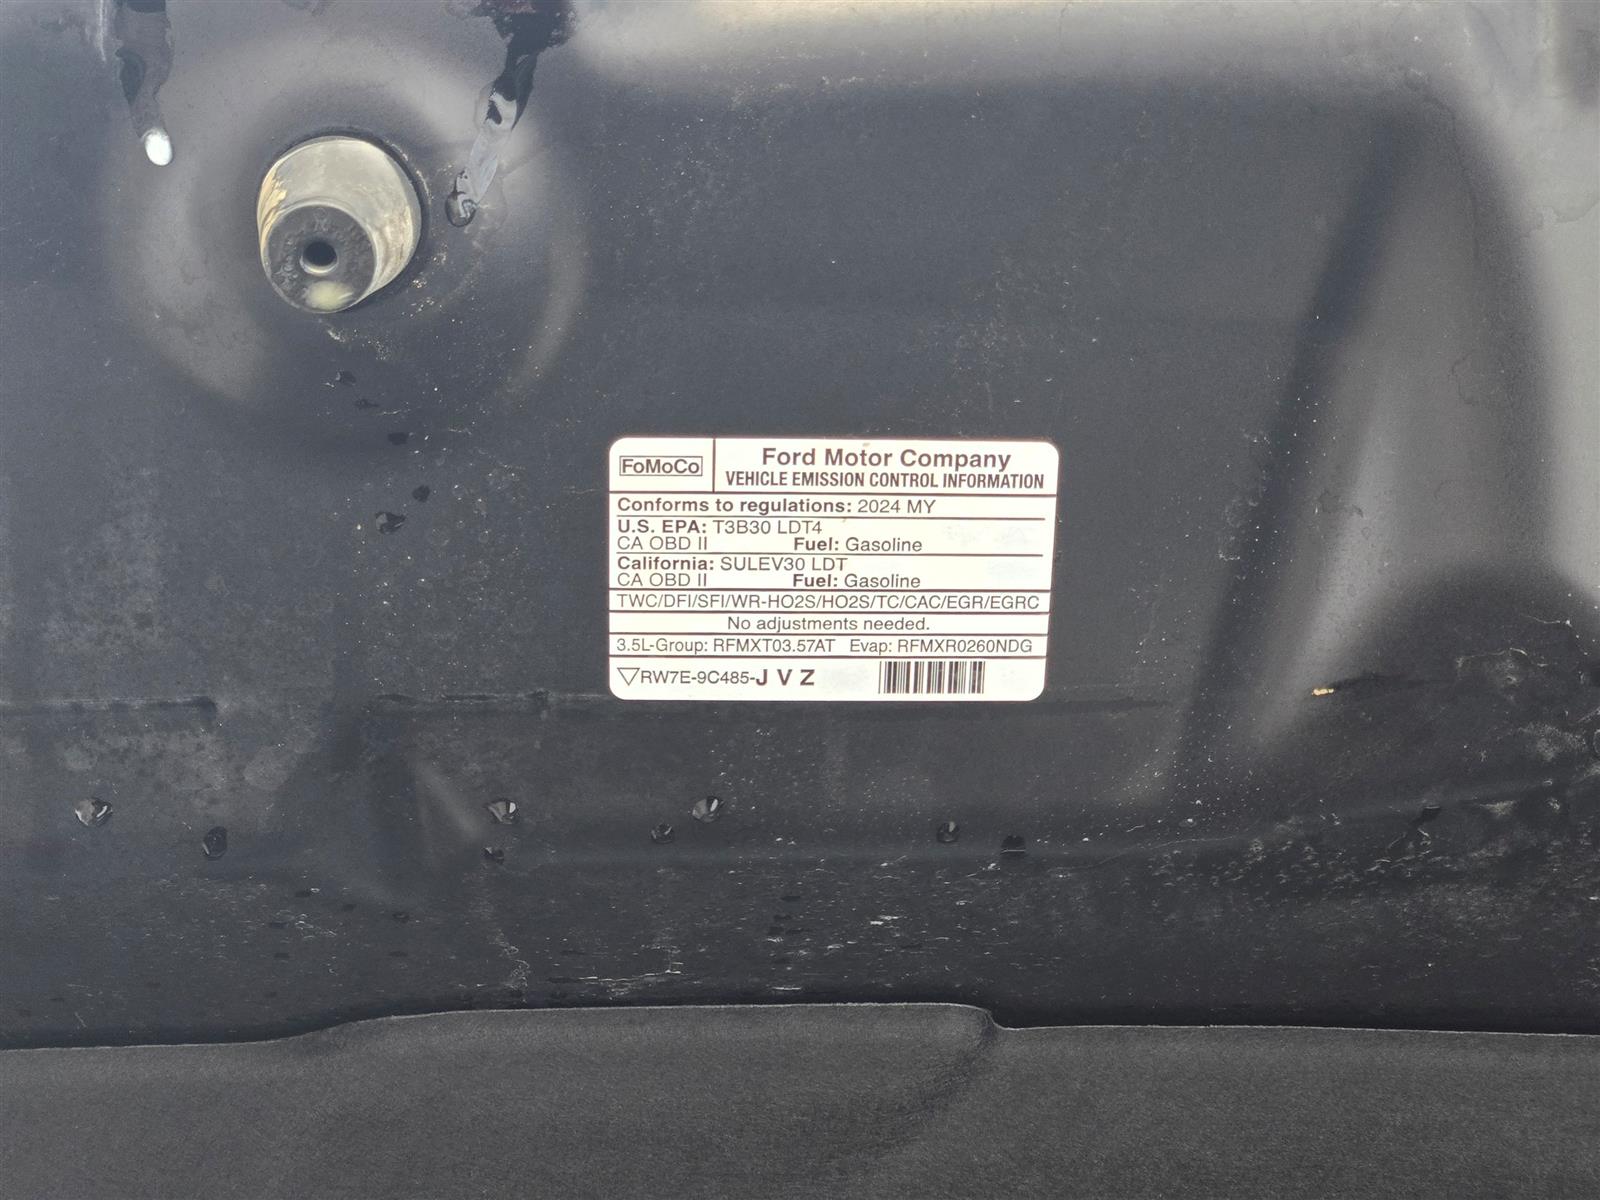 FoMoCo
Ford Motor Company
VEHICLE EMISSION CONTROL INFORMATION
Conforms to regulations: 2024 MY
U.S. EPA: T3B30 LDT4
CA OBD II Fuel: Gasoline
California: SULEV30 LDT
CA OBD II Fuel: Gasoline
TWC/DFI/SFI/WR-HO2S/HO2S/TC/CAC/EGR/EGRC
No adjustments needed.
3.5L-Group: RFMXT03.57AT Evap: RFMXR0260NDG
RW7E-9C485-J V Z